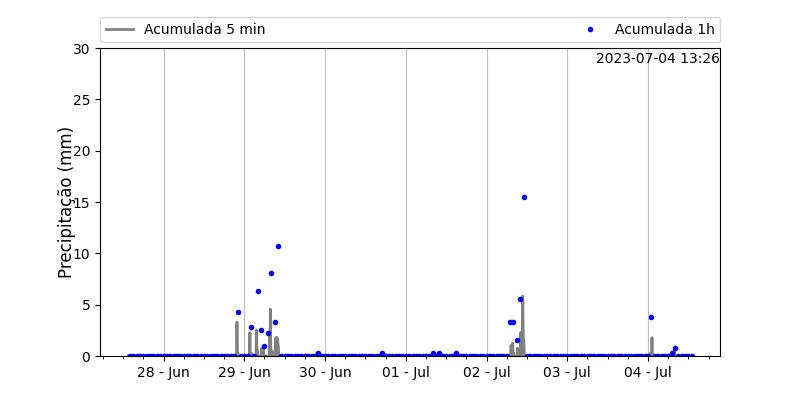 Acumulada 5 min
Acumulada 1h
2023-07-04 13:26
Precipitação (mm)
30
25
20
15
10
5
0
28 - Jun
29 - Jun
30 - Jun
01 - Jul
02 - Jul
03 - Jul
04 - Jul